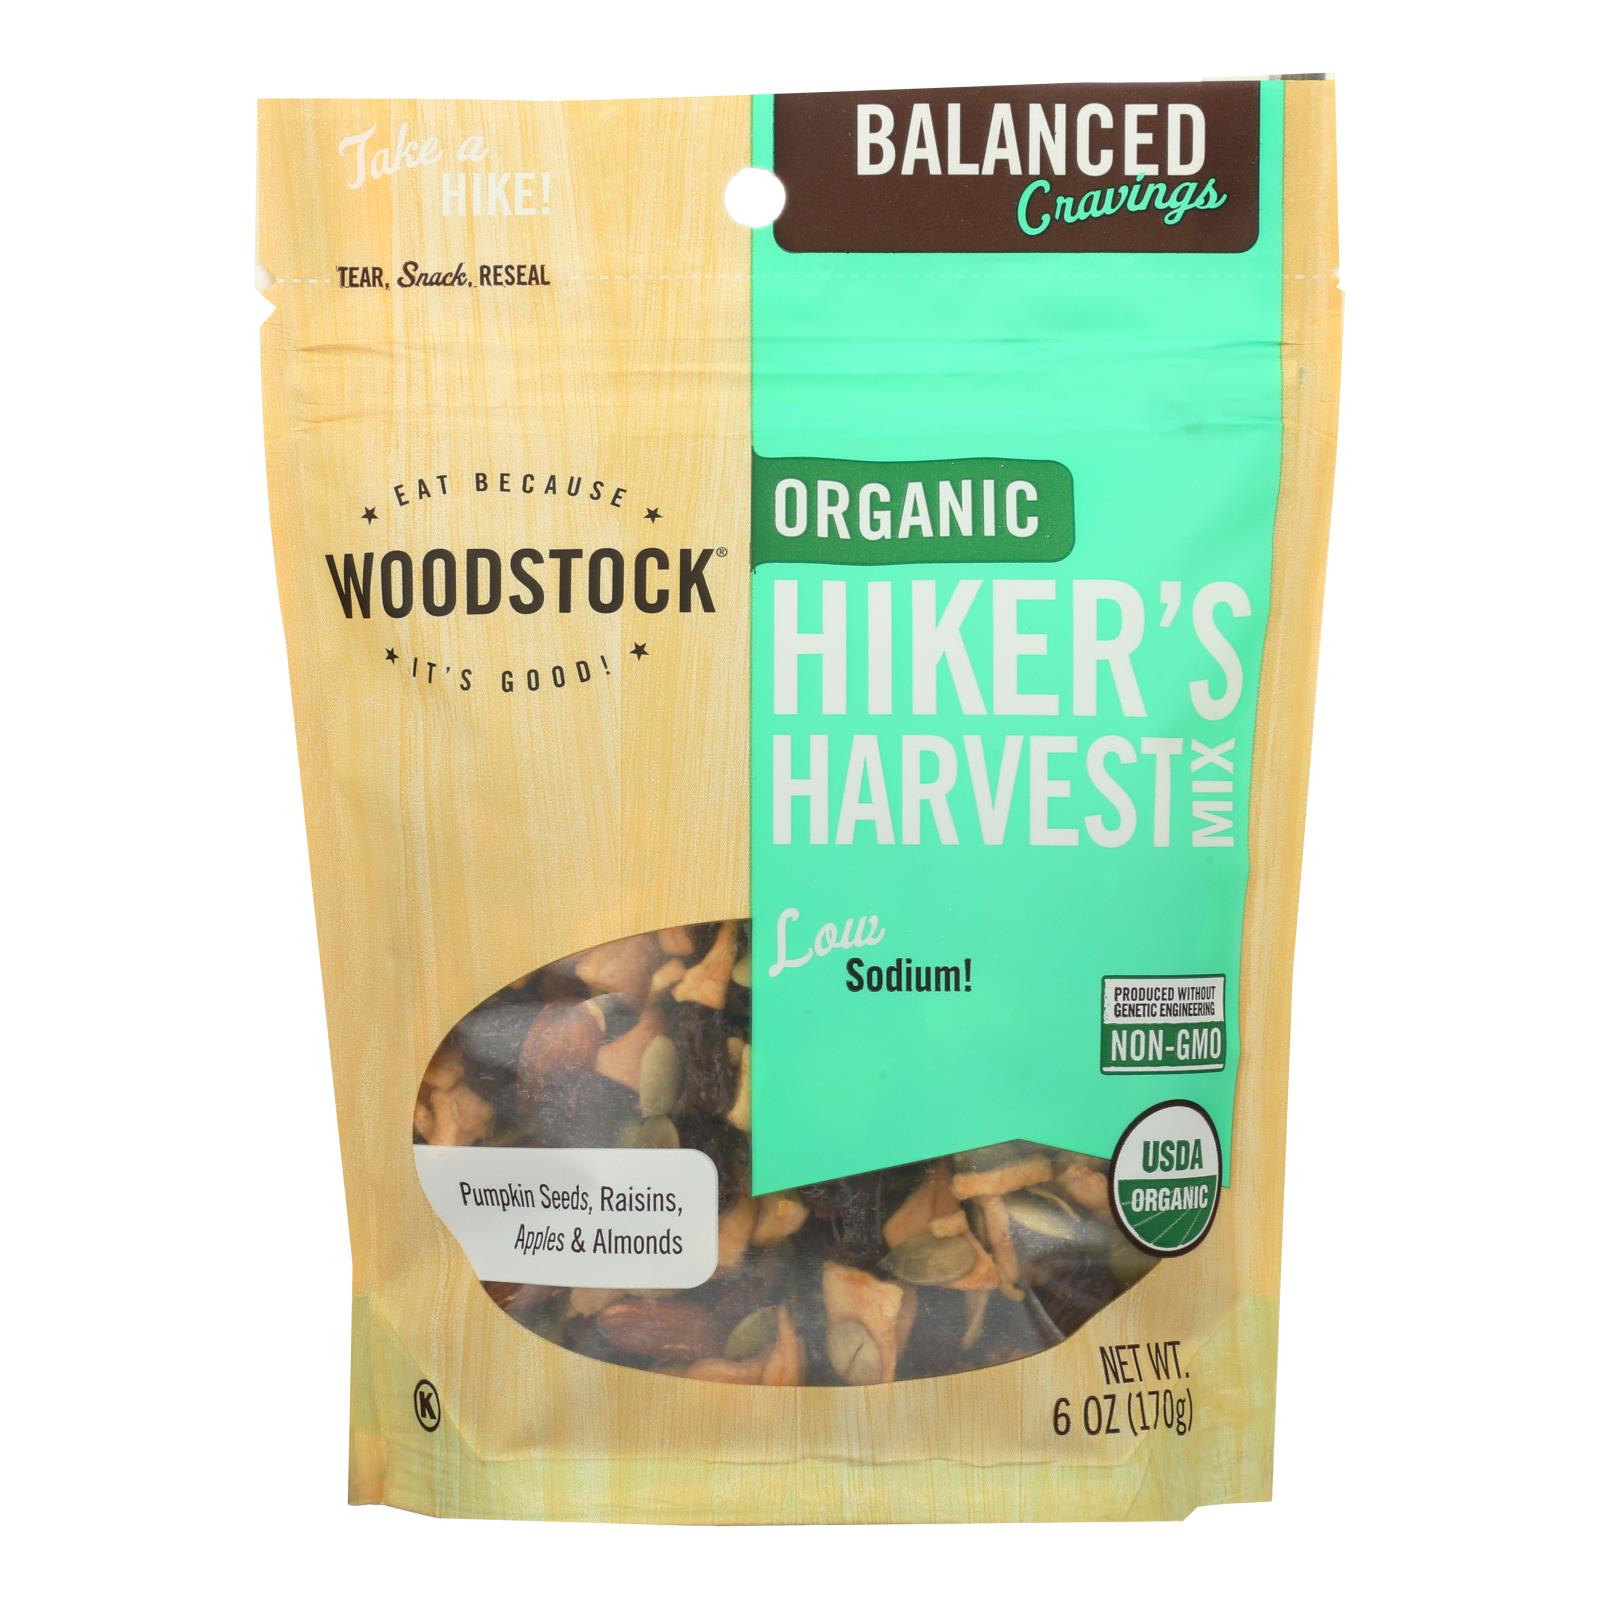 Take a
HIKE!
TEAR, Snack, RESEAL
BALANCED
Cravings
EAT BECAUSE
WOODSTOCK®
IT'S GOOD!
ORGANIC
HIKER'S
HARVEST
MIX
Low
Sodium!
PRODUCED WITHOUT
GENETIC ENGINEERING
NON-GMO
USDA
ORGANIC
Pumpkin Seeds, Raisins,
Apples & Almonds
NET WT.
6 OZ (170g)
K